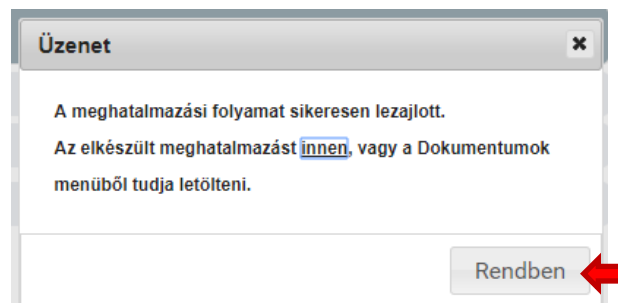 Üzenet
A meghatalmazási folyamat sikeresen lezajlott.
Az elkészült meghatalmazást innen, vagy a Dokumentumok
menüből tudja letölteni.
Rendben